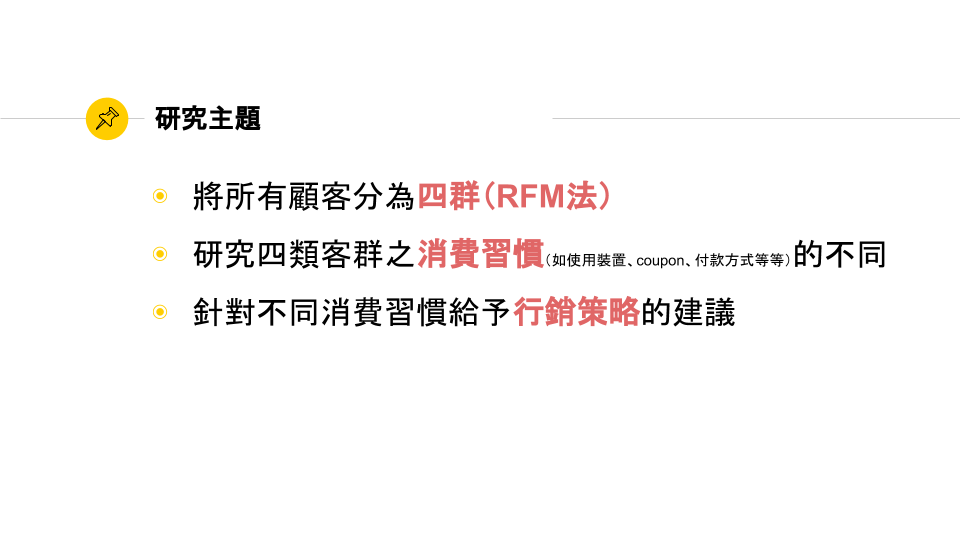 研究主題
將所有顧客分為四群（RFM法）
研究四類客群之消費習慣（如使用裝置、coupon、付款方式等等）的不同
針對不同消費習慣給予行銷策略的建議